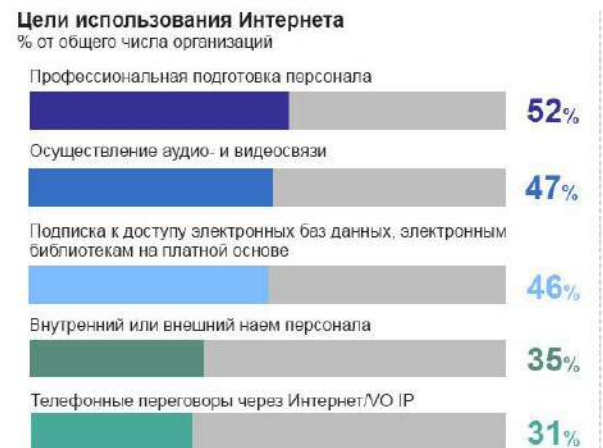 Цели использования Интернета
% от общего числа организаций
Профессиональная подготовка персонала
52%
Осуществление аудио- и видеосвязи
47%
Подписка к доступу электронных баз данных, электронным
библиотекам на платной основе
46%
Внутренний или внешний наем персонала
35%
Телефонные переговоры через Интернет/VO IP
31%